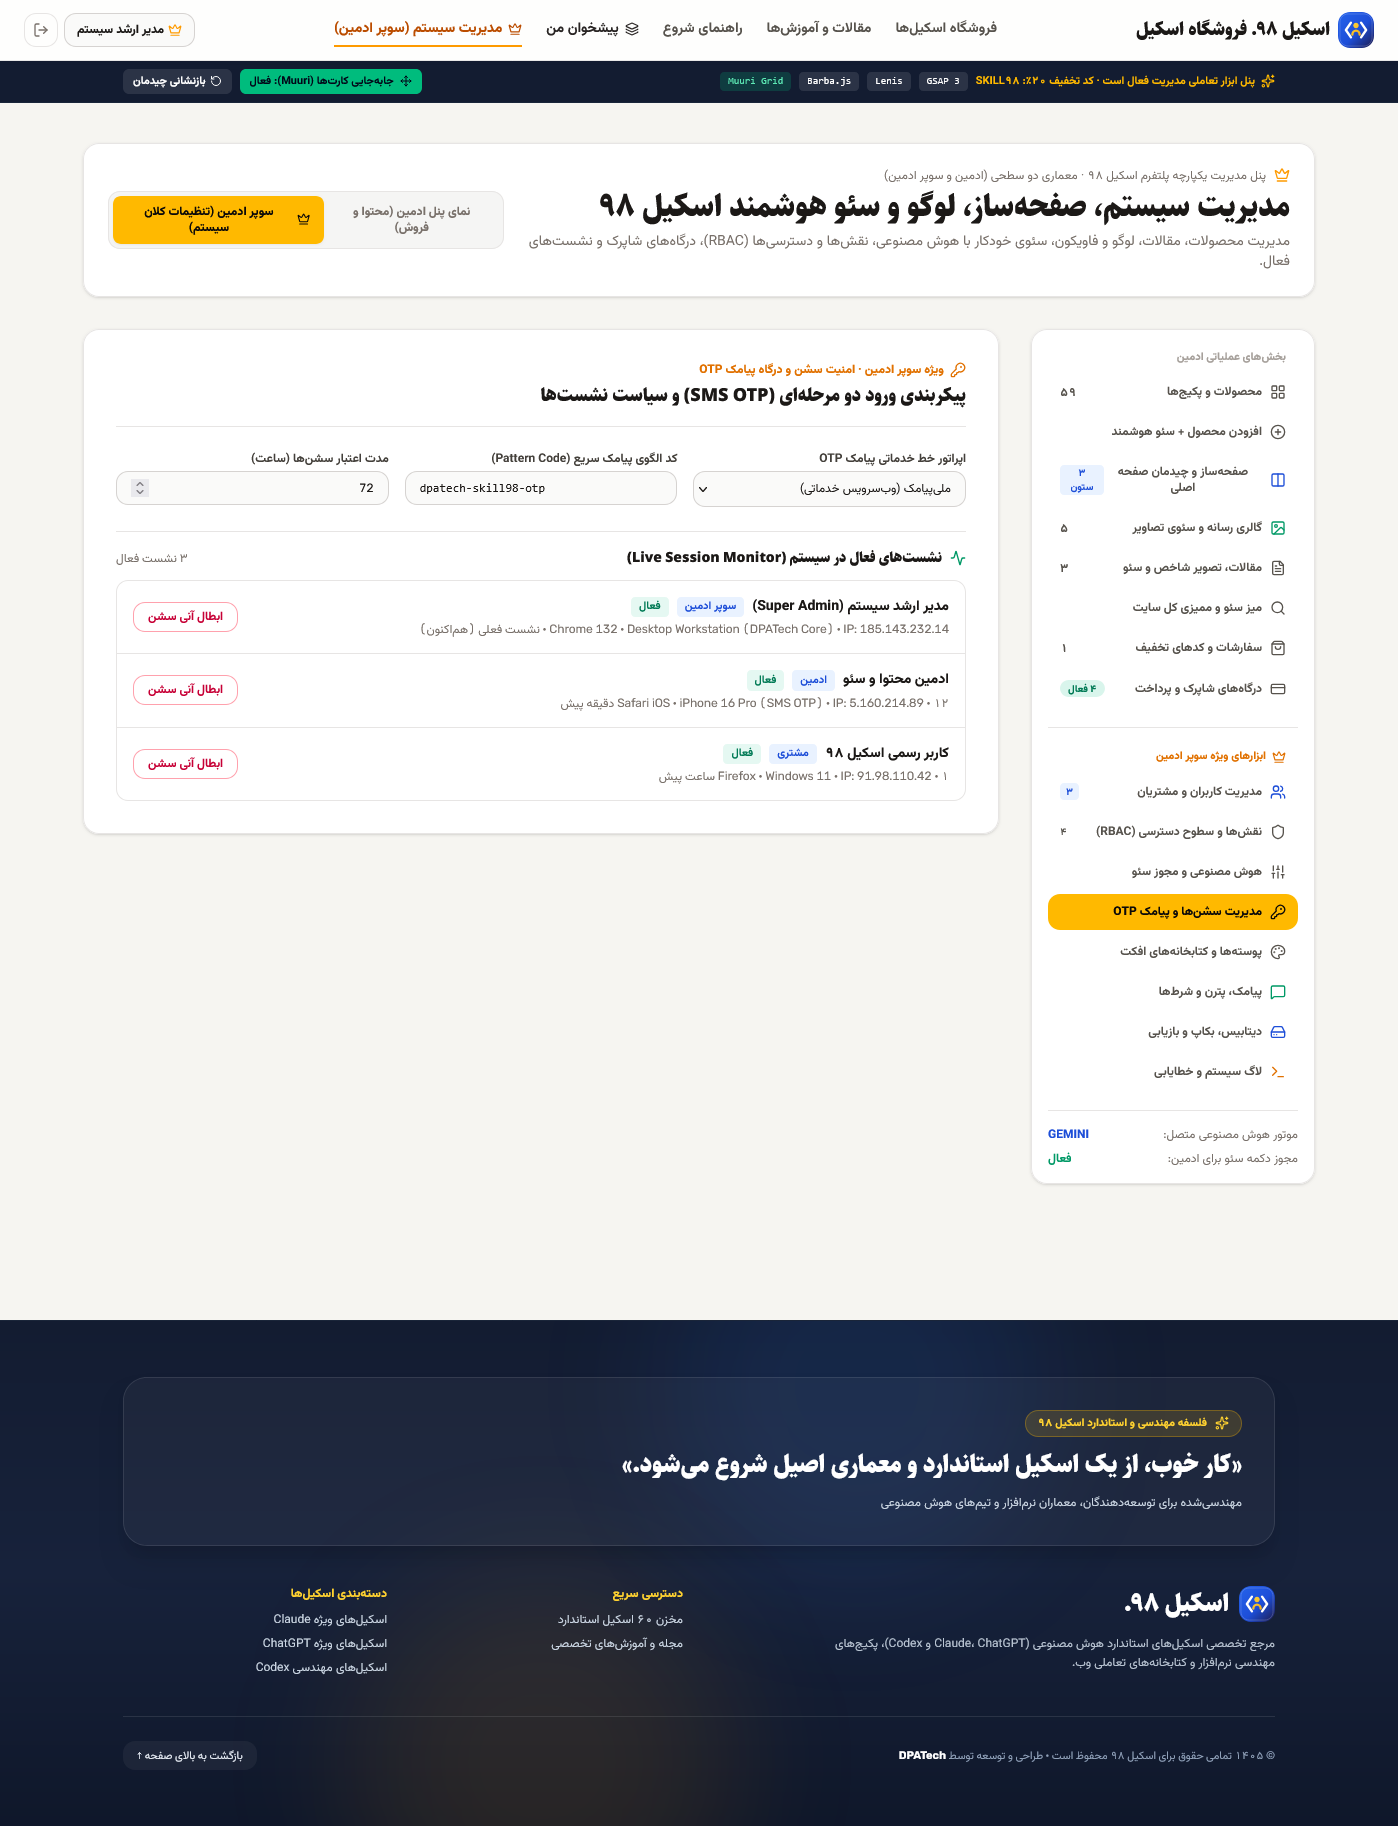 اسکیل ۹۸. فروشگاه اسکیل
فروشگاه اسکیل‌ها
مقالات و آموزش‌ها
راهنمای شروع
پیشخوان من
مدیریت سیستم (سوپر ادمین)
مدیر ارشد سیستم
پنل ابزار تعاملی مدیریت فعال است · کد تخفیف ۲۰٪: SKILL۹۸
GSAP 3
Lenis
Barba.js
Muuri Grid
جابه‌جایی کارت‌ها (Muuri): فعال
بازنشانی چیدمان
پنل مدیریت یکپارچه پلتفرم اسکیل ۹۸ · معماری دو سطحی (ادمین و سوپر ادمین)
مدیریت سیستم، صفحه‌ساز، لوگو و سئو هوشمند اسکیل ۹۸
مدیریت محصولات، مقالات، لوگو و فاویکون، سئوی خودکار با هوش مصنوعی، نقش‌ها و دسترسی‌ها (RBAC)، درگاه‌های شاپرک و نشست‌های
فعال.
نمای پنل ادمین (محتوا و
فروش)
سوپر ادمین (تنظیمات کلان
سیستم)
بخش‌های عملیاتی ادمین
محصولات و پکیج‌ها
۵۹
افزودن محصول + سئو هوشمند
صفحه‌ساز و چیدمان صفحه
اصلی
۳
ستون
گالری رسانه و سئوی تصاویر
۵
مقالات، تصویر شاخص و سئو
۳
میز سئو و ممیزی کل سایت
سفارشات و کدهای تخفیف
۱
درگاه‌های شاپرک و پرداخت
۴ فعال
ابزارهای ویژه سوپر ادمین
مدیریت کاربران و مشتریان
۳
نقش‌ها و سطوح دسترسی (RBAC)
۴
هوش مصنوعی و مجوز سئو
مدیریت سشن‌ها و پیامک OTP
پوسته‌ها و کتابخانه‌های افکت
پیامک، پترن و شرط‌ها
دیتابیس، بکاپ و بازیابی
لاگ سیستم و خطایابی
موتور هوش مصنوعی متصل:
GEMINI
مجوز دکمه سئو برای ادمین:
فعال
ویژه سوپر ادمین · امنیت سشن و درگاه پیامک OTP
پیکربندی ورود دو مرحله‌ای (SMS OTP) و سیاست نشست‌ها
اپراتور خط خدماتی پیامک OTP
ملی‌پیامک (وب‌سرویس خدماتی)
کد الگوی پیامک سریع (Pattern Code)
dpatech-skill98-otp
مدت اعتبار سشن‌ها (ساعت)
72
نشست‌های فعال در سیستم (Live Session Monitor)
۳ نشست فعال
مدیر ارشد سیستم (Super Admin)
سوپر ادمین
فعال
Chrome 132 • Desktop Workstation (DPATech Core) • IP: 185.143.232.14 • نشست فعلی (هم‌اکنون)
ابطال آنی سشن
ادمین محتوا و سئو
ادمین
فعال
Safari iOS • iPhone 16 Pro (SMS OTP) • IP: 5.160.214.89 • ۱۲ دقیقه پیش
ابطال آنی سشن
کاربر رسمی اسکیل ۹۸
مشتری
فعال
Firefox • Windows 11 • IP: 91.98.110.42 • ۱ ساعت پیش
ابطال آنی سشن
فلسفه مهندسی و استاندارد اسکیل ۹۸
«کار خوب، از یک اسکیل استاندارد و معماری اصیل شروع می‌شود.»
مهندسی‌شده برای توسعه‌دهندگان، معماران نرم‌افزار و تیم‌های هوش مصنوعی
اسکیل ۹۸.
مرجع تخصصی اسکیل‌های استاندارد هوش مصنوعی (Claude، ChatGPT و Codex)، پکیج‌های
مهندسی نرم‌افزار و کتابخانه‌های تعاملی وب.
دسترسی سریع
مخزن ۶۰ اسکیل استاندارد
مجله و آموزش‌های تخصصی
دسته‌بندی اسکیل‌ها
اسکیل‌های ویژه Claude
اسکیل‌های ویژه ChatGPT
اسکیل‌های مهندسی Codex
© ۱۴۰۵ تمامی حقوق برای اسکیل ۹۸ محفوظ است • طراحی و توسعه توسط DPATech
بازگشت به بالای صفحه ↑